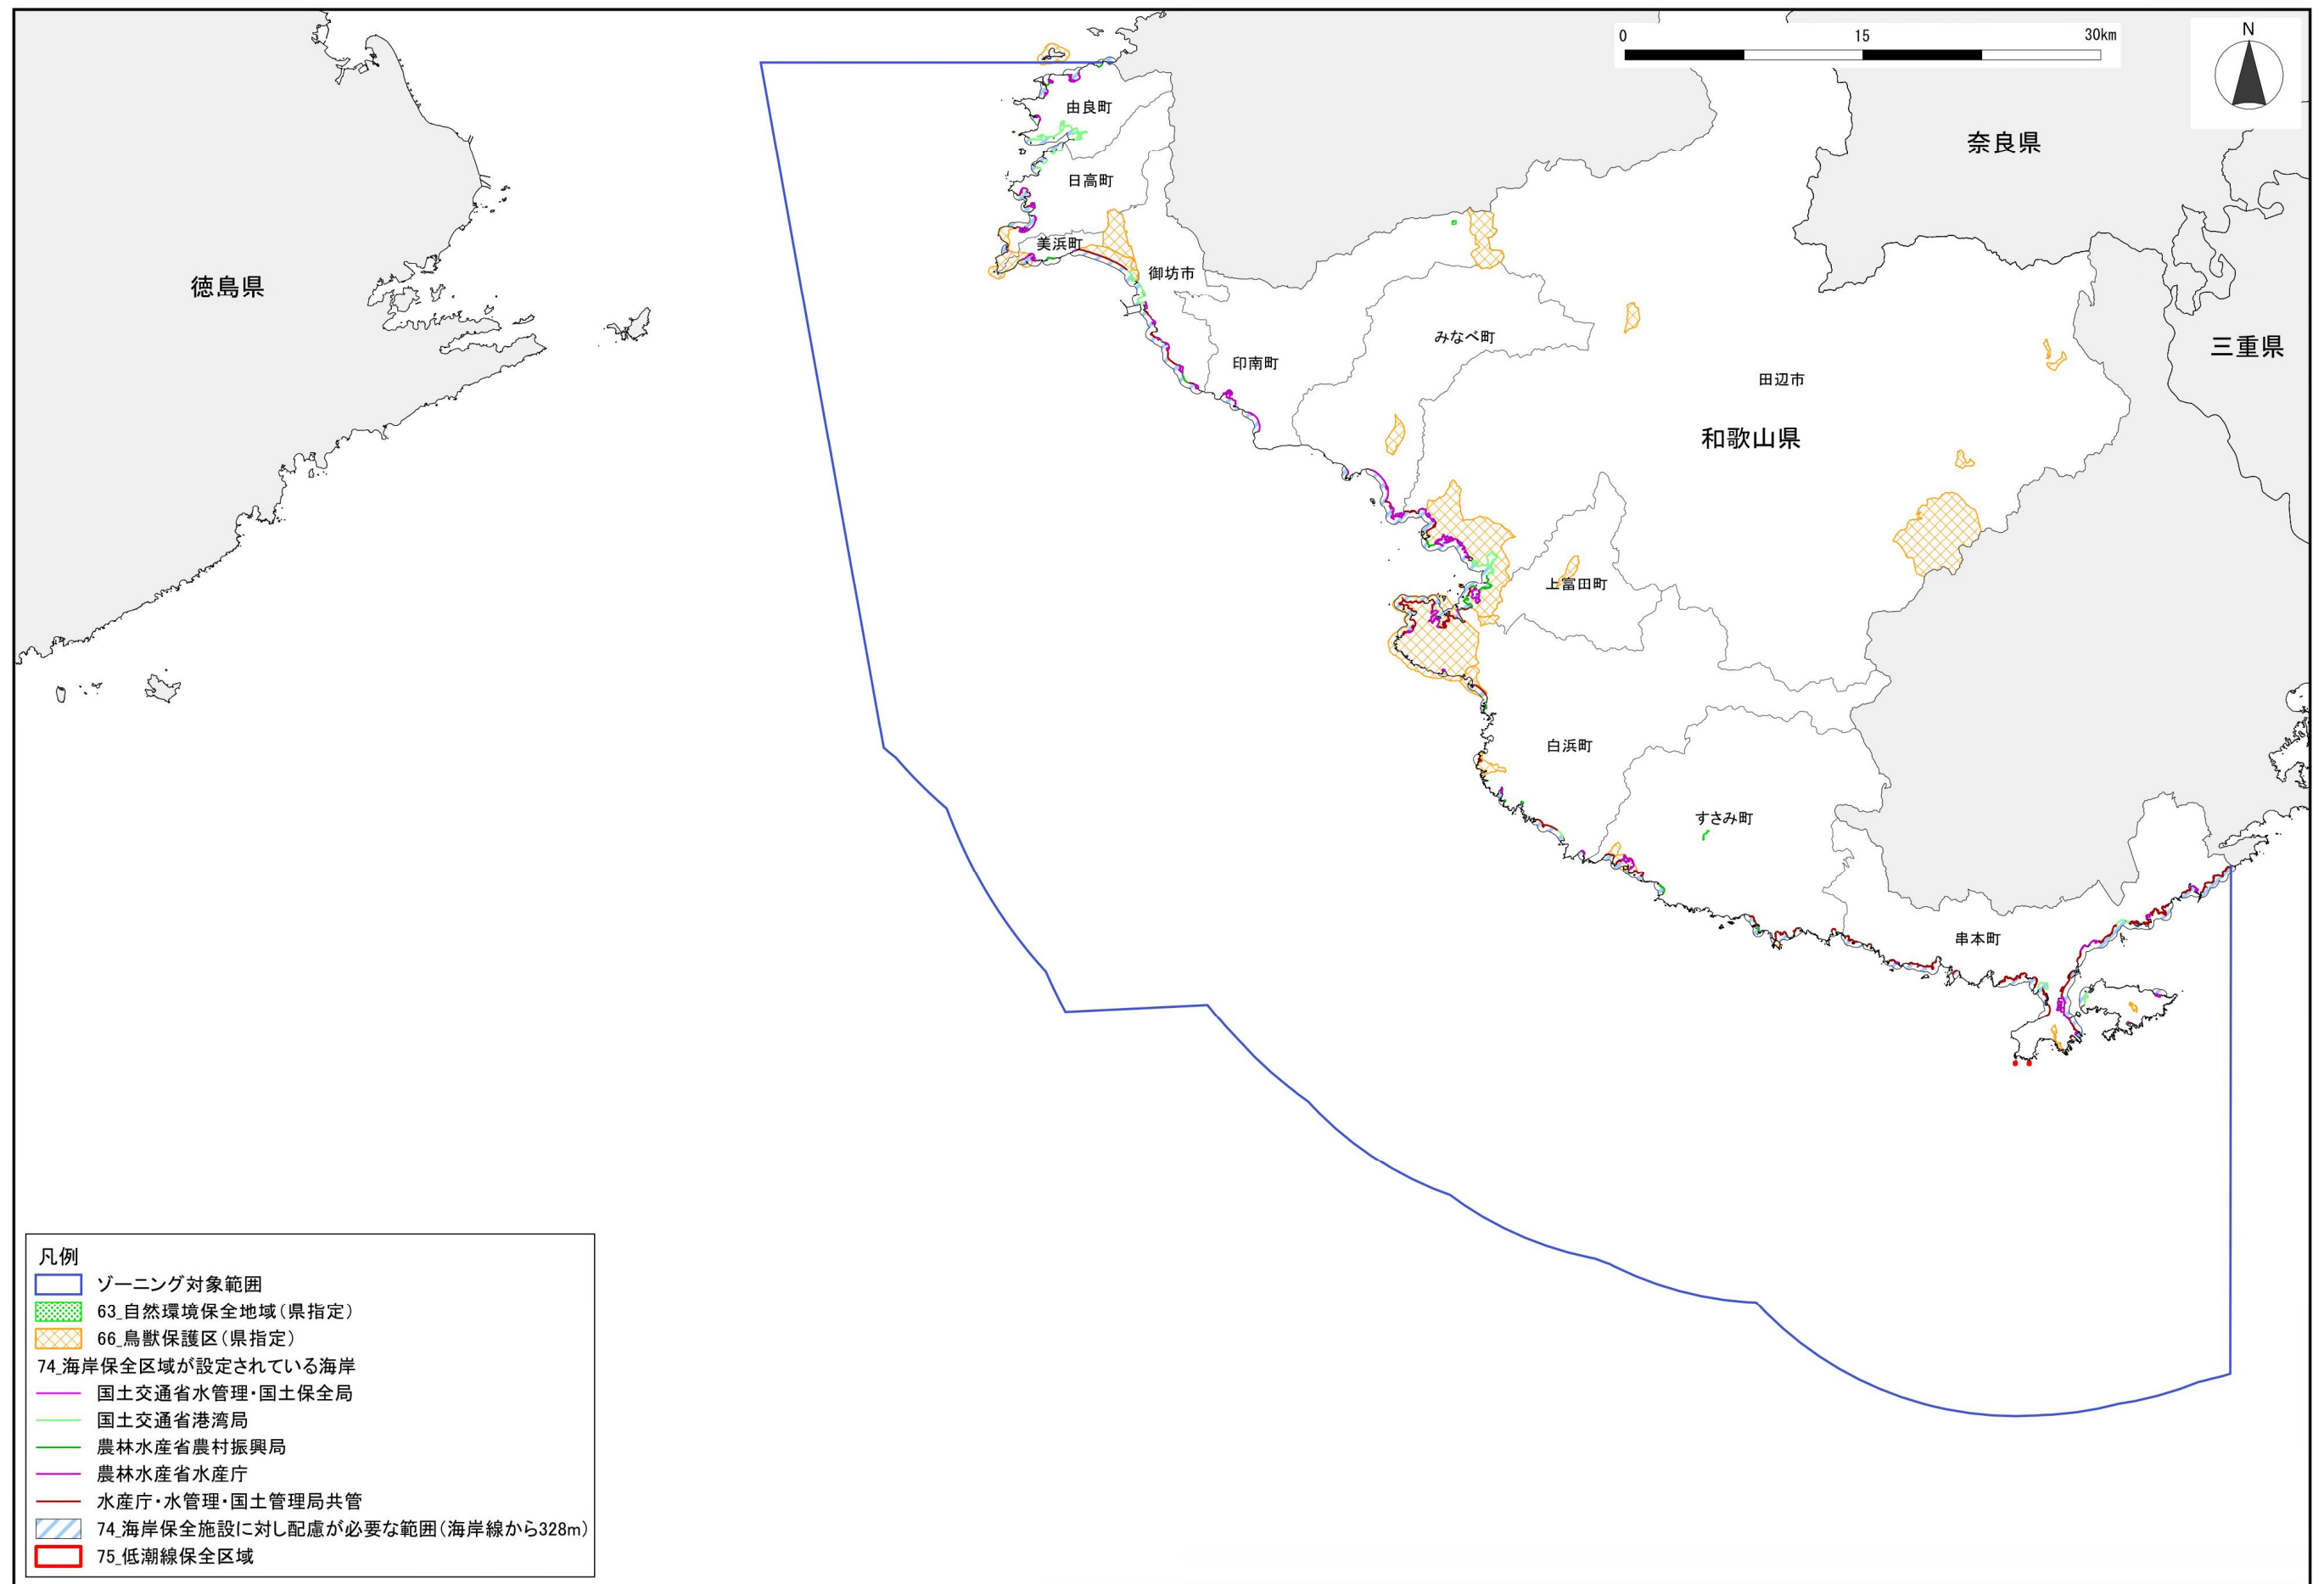 0 15 30km
N
由良町
奈良県
日高町
美浜町
御坊市
徳島県
みなべ町
三重県
印南町
田辺市
和歌山県
上富田町
白浜町
すさみ町
串本町
凡例
ゾーニング対象範囲
63_自然環境保全地域(県指定)
66_鳥獣保護区(県指定)
74_海岸保全区域が設定されている海岸
国土交通省水管理・国土保全局
国土交通省港湾局
農林水産省農村振興局
農林水産省水産庁
水産庁・水管理・国土管理局共管
74_海岸保全施設に対し配慮が必要な範囲(海岸線から328m)
75_低潮線保全区域